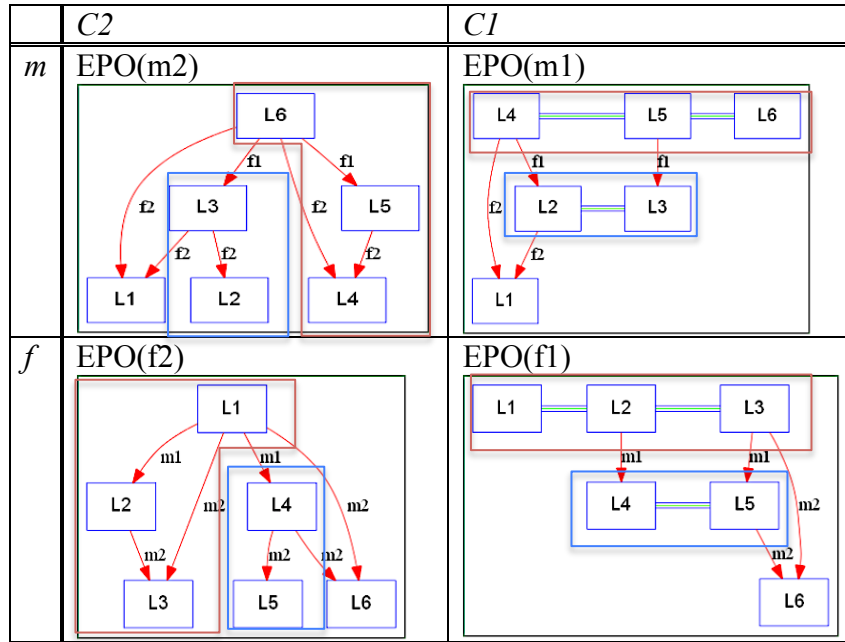 C2 C1
m EPO(m2) EPO(m1)
L6
f1 f1
f2 L3 f2 L5
f2 f2 f2
L1 L2 L4
L4 L5 L6
f1 f1
f2 L2 L3
f2
L1
f EPO(f2) EPO(f1)
L1
m1 m1
L2 m2 L4 m2
m2 m2 m2
L3 L5 L6
L1 L2 L3
m1 m1
L4 L5 m2
m2
L6